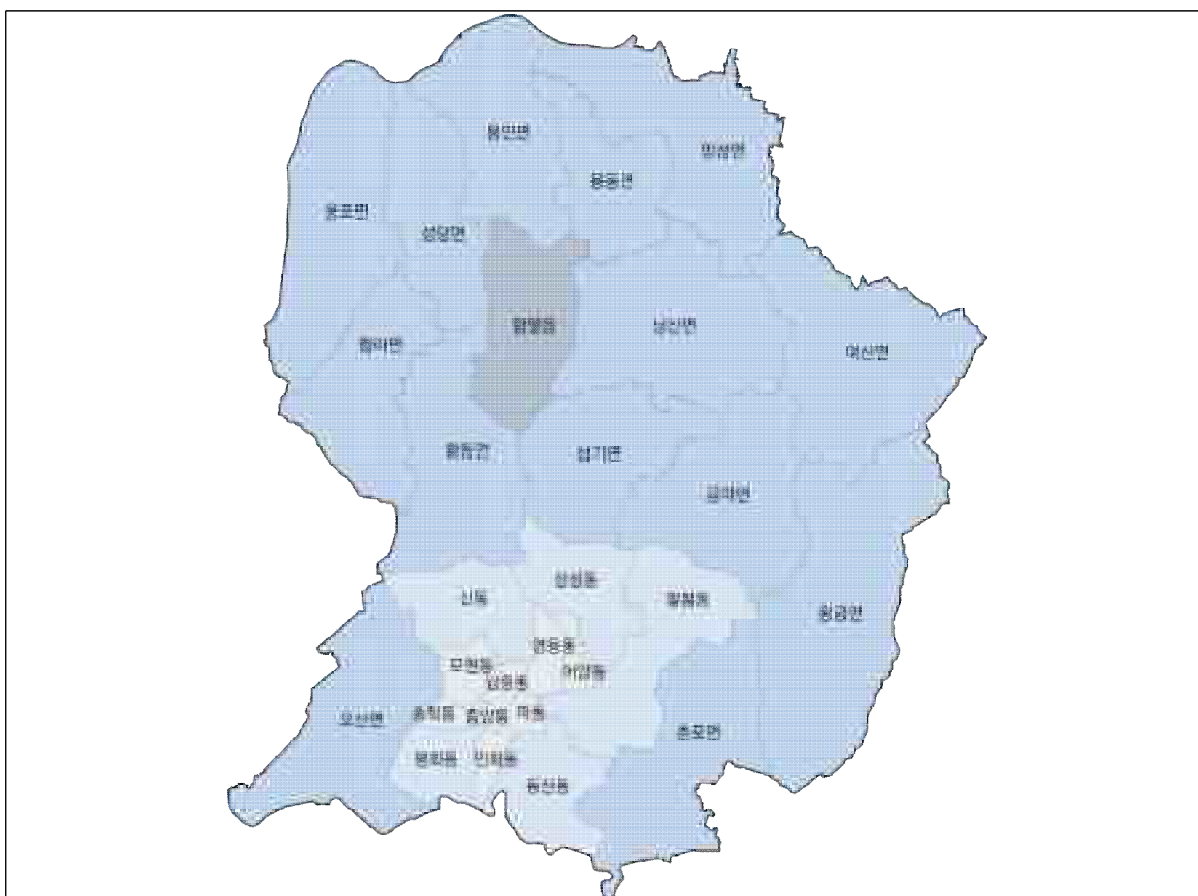 용안면
망성면
용동면
웅포면
성당면
함열읍
낭산면
여산면
함라면
황등면
삼기면
금마면
삼성동
신동
팔봉동
왕궁면
영등동
모현동
어양동
남중동
오산면
송학동
중앙동
마동
춘포면
평화동
인화동
동산동